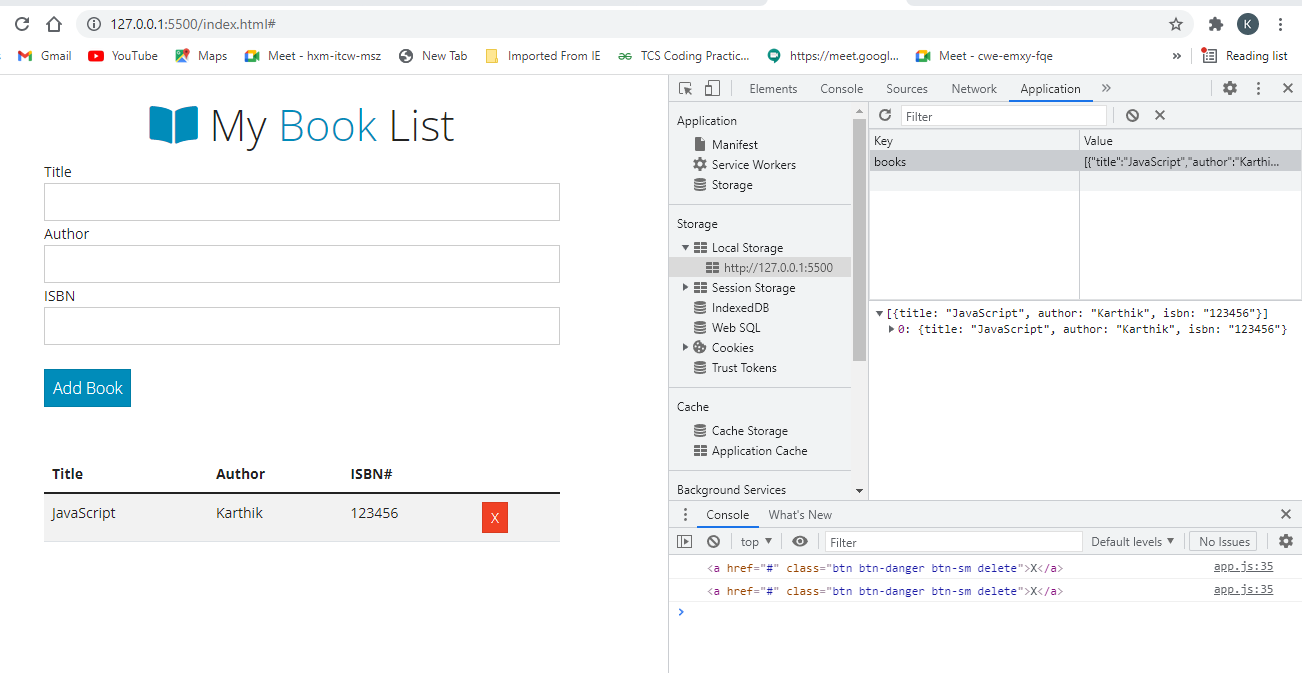 127.0.0.1:5500/index.html#
K
Gmail YouTube Maps Meet - hxm-itcw-msz New Tab Imported From IE TCS Coding Practic... https://meet.googl... Meet - cwe-emxy-fqe » Reading list
My Book List
Title
Author
ISBN
Add Book
Title Author ISBN#
JavaScript Karthik 123456 X
Elements Console Sources Network Application »
Application
Manifest
Service Workers
Storage
Storage
Local Storage
http://127.0.0.1:5500
Session Storage
IndexedDB
Web SQL
Cookies
Trust Tokens
Cache
Cache Storage
Application Cache
Background Services
Filter
Key Value
books [{"title":"JavaScript","author":"Karthi...
[{title: "JavaScript", author: "Karthik", isbn: "123456"}]
0: {title: "JavaScript", author: "Karthik", isbn: "123456"}
Console What's New
top Filter Default levels No Issues
<a href="#" class="btn btn-danger btn-sm delete">X</a> app.js:35
<a href="#" class="btn btn-danger btn-sm delete">X</a> app.js:35